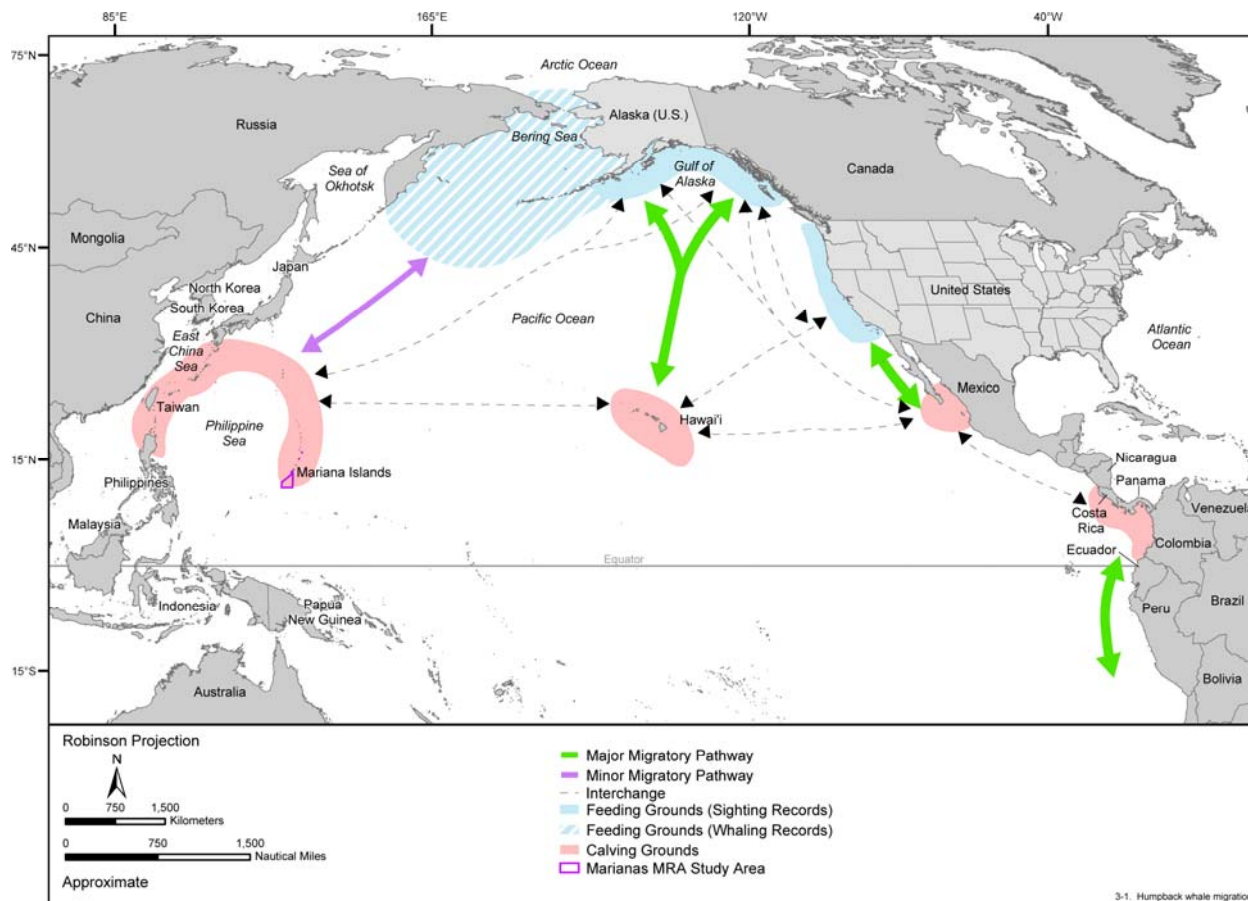 85°E
165°E
120°W
40°W
75°N
Arctic Ocean
Russia
Bering Sea
Alaska (U.S.)
Sea of
Okhotsk
Gulf of
Alaska
Canada
Mongolia
45°N
Japan
North Korea
South Korea
China
United States
Pacific Ocean
East
China
Sea
Atlantic
Ocean
Mexico
Taiwan
Philippine
Sea
Hawai'i
15°N
Mariana Islands
Nicaragua
Philippines
Panama
Costa
Rica
Venezuela
Malaysia
Ecuador
Colombia
Equator
Indonesia
Papua
New Guinea
Peru
Brazil
15°S
Australia
Bolivia
Robinson Projection
N
0 750 1,500
Kilometers
0 750 1,500
Nautical Miles
Approximate
Major Migratory Pathway
Minor Migratory Pathway
Interchange
Feeding Grounds (Sighting Records)
Feeding Grounds (Whaling Records)
Calving Grounds
Marianas MRA Study Area
3-1. Humpback whale migration